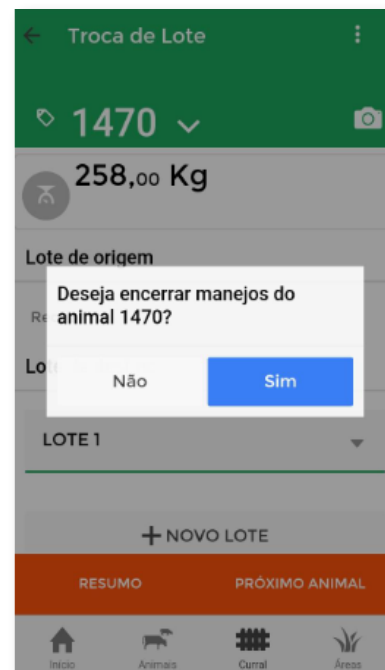 Troca de Lote
1470
258,00 Kg
Lote de origem
Deseja encerrar manejos do
animal 1470?
Não Sim
LOTE 1
NOVO LOTE
RESUMO PRÓXIMO ANIMAL
Início Animais Curral Áreas